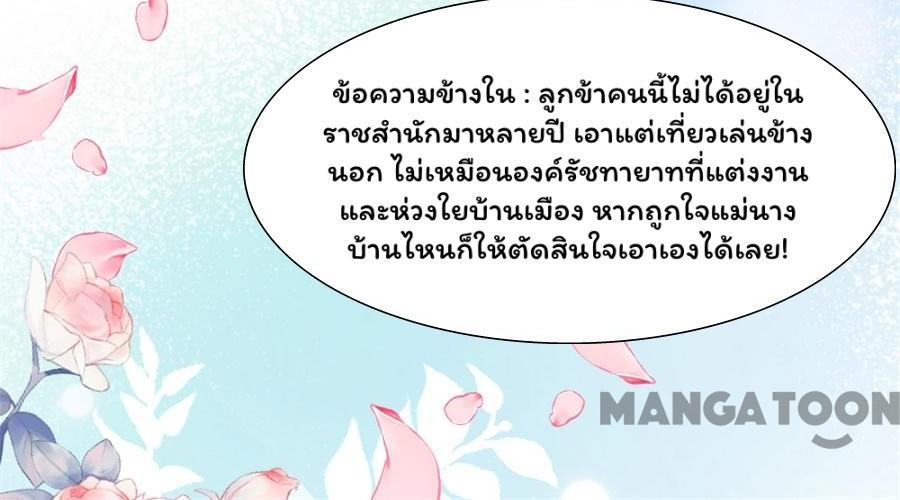 ข้อความข้างใน : ลูกข้าคนนี้ไม่ได้อยู่ใน
ราชสำนักมาหลายปี เอาแต่เที่ยวเล่นข้าง
นอก ไม่เหมือนองค์รัชทายาทที่แต่งงาน
และห่วงใยบ้านเมือง หากถูกใจแม่นาง
บ้านไหนก็ให้ตัดสินใจเอาเองได้เลย!
MANGATOON